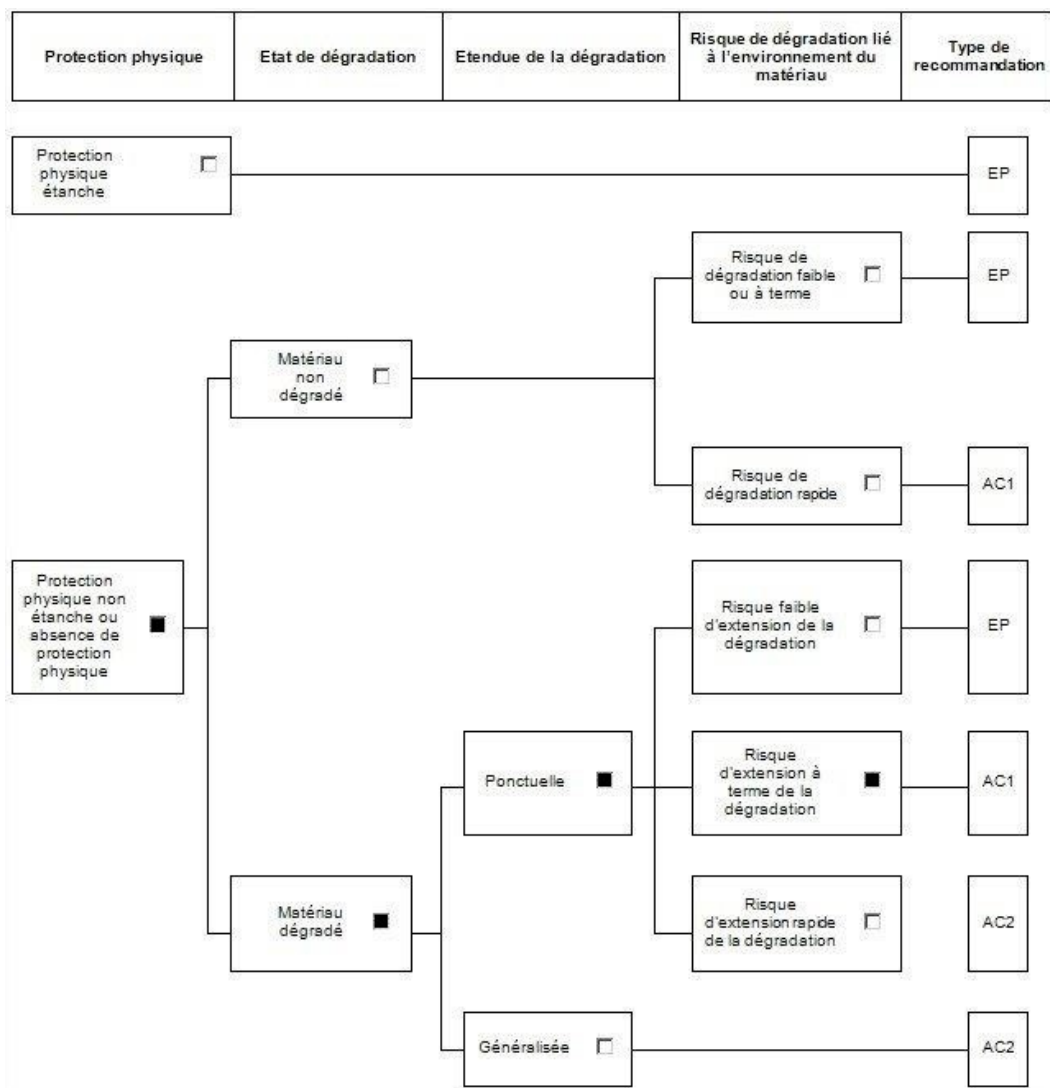 Protection physique
Etat de dégradation
Etendue de la dégradation
Risque de dégradation lié
à l'environnement du
matériau
Type de
recommandation
Protection
physique
étanche
EP
Risque de
dégradation faible
ou à terme
EP
Matériau
non
dégradé
Risque de
dégradation rapide
AC1
Protection
physique non
étanche ou
absence de
protection
physique
Risque faible
d'extension de la
dégradation
EP
Ponctuelle
Risque
d'extension à
terme de la
dégradation
AC1
Matériau
dégradé
Risque
d'extension rapide
de la dégradation
AC2
Généralisée
AC2